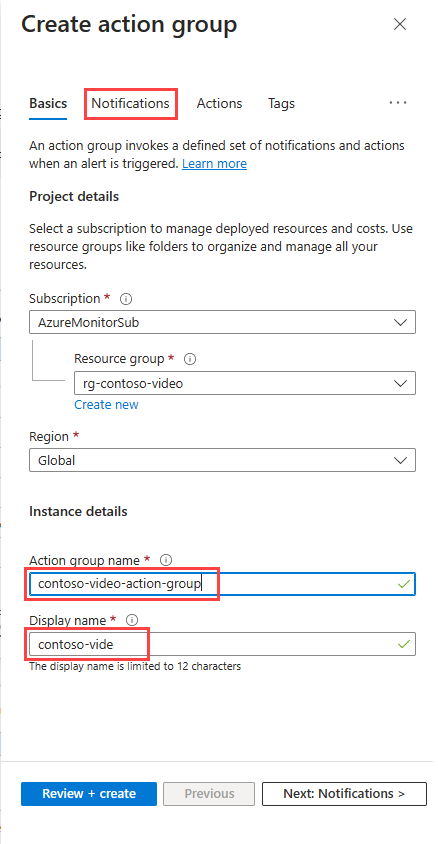 Create action group
Basics Notifications Actions Tags ...
An action group invokes a defined set of notifications and actions
when an alert is triggered. Learn more
Project details
Select a subscription to manage deployed resources and costs. Use
resource groups like folders to organize and manage all your
resources.
Subscription *
AzureMonitorSub
Resource group *
rg-contoso-video
Create new
Region *
Global
Instance details
Action group name *
contoso-video-action-group
Display name *
contoso-vide
The display name is limited to 12 characters
Review + create Previous Next: Notifications >